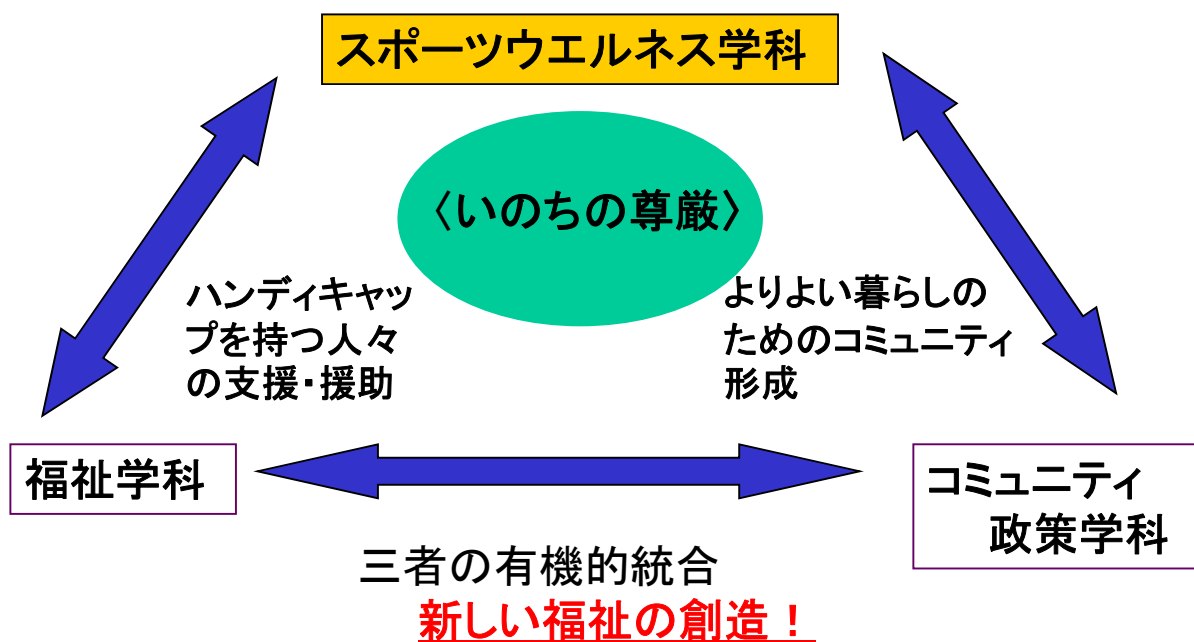 スポーツウエルネス学科
〈いのちの尊厳〉
ハンディキャッ
プを持つ人々
の支援・援助
よりよい暮らしの
ためのコミュニティ
形成
福祉学科
コミュニティ
政策学科
三者の有機的統合
新しい福祉の創造！